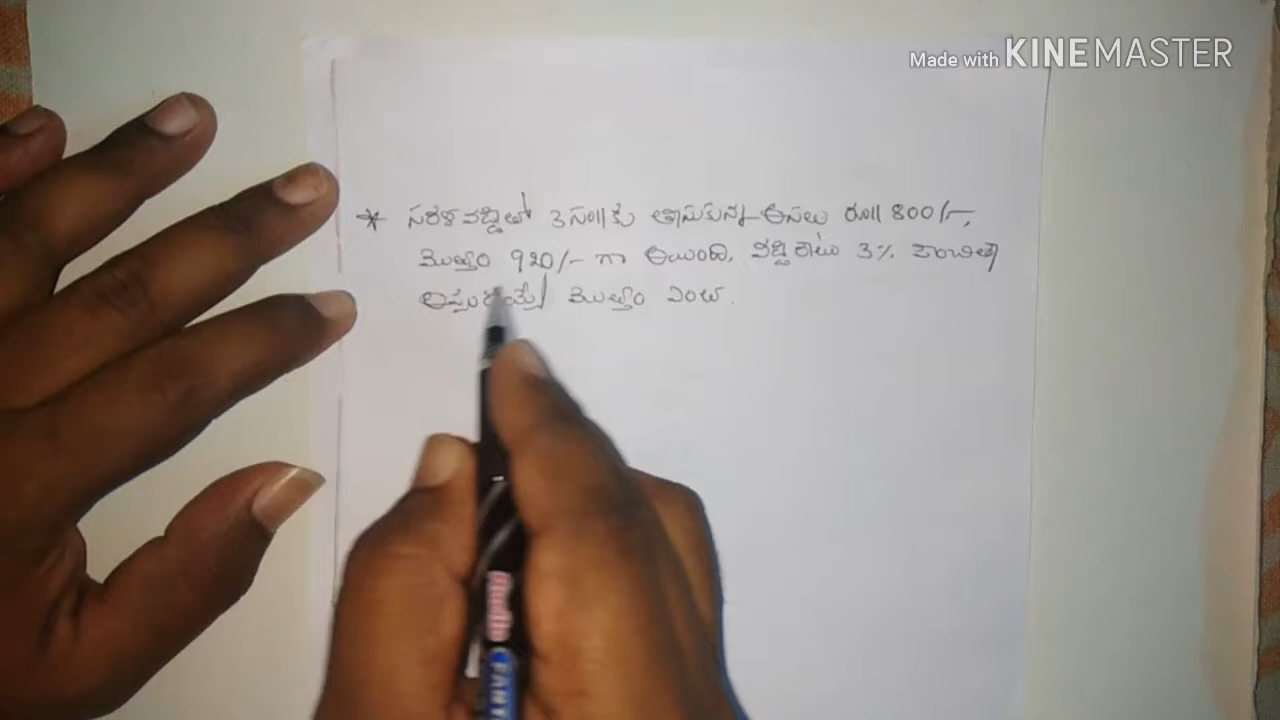 Made with KINEMASTER
* సరళవడ్డీతో 3 సం॥కు తీసుకున్న అసలు రూ॥ 800/-,
మొత్తం 920/- గా అయింది. వడ్డీ రేటు 3%
మొత్తం ఎంత.